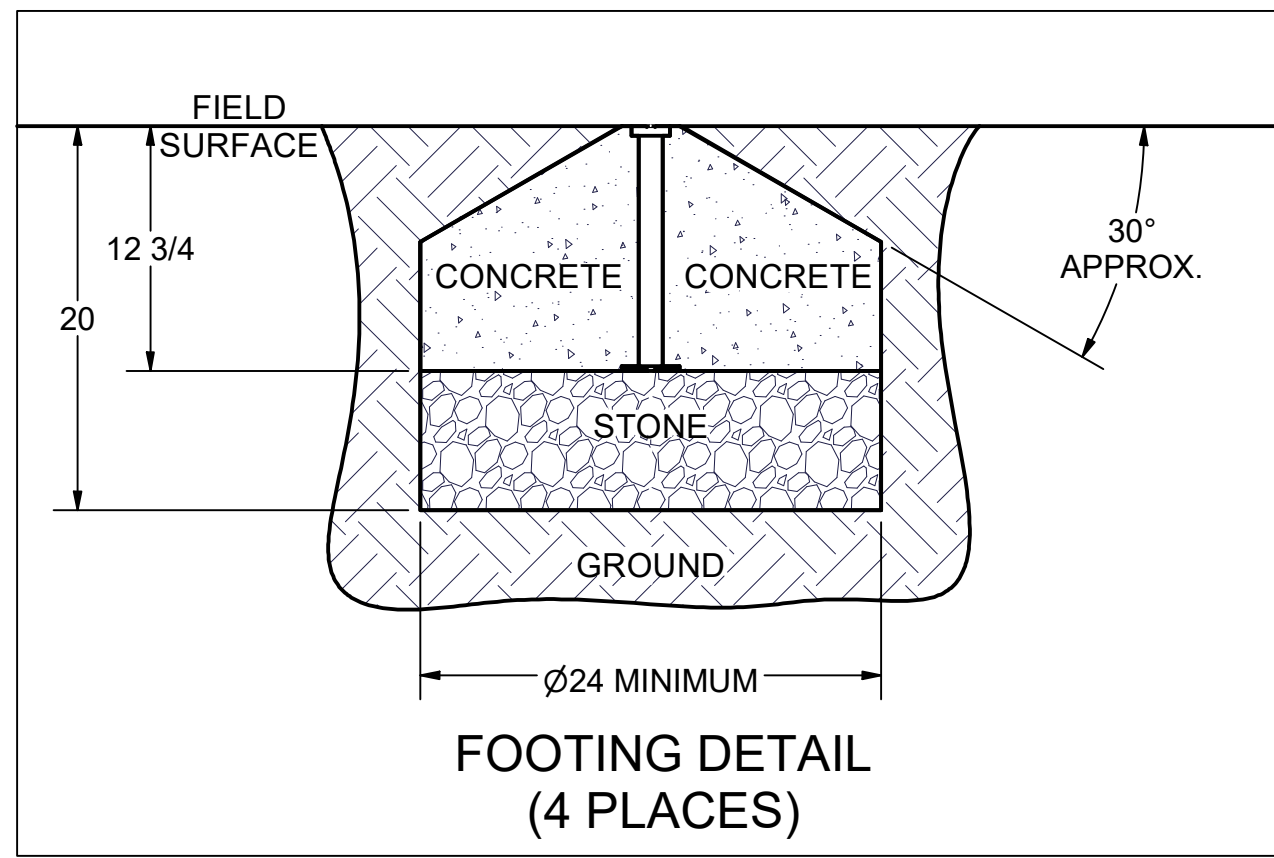 FIELD
SURFACE
12 3/4
20
30°
APPROX.
CONCRETE
CONCRETE
STONE
GROUND
Ø24 MINIMUM
FOOTING DETAIL
(4 PLACES)